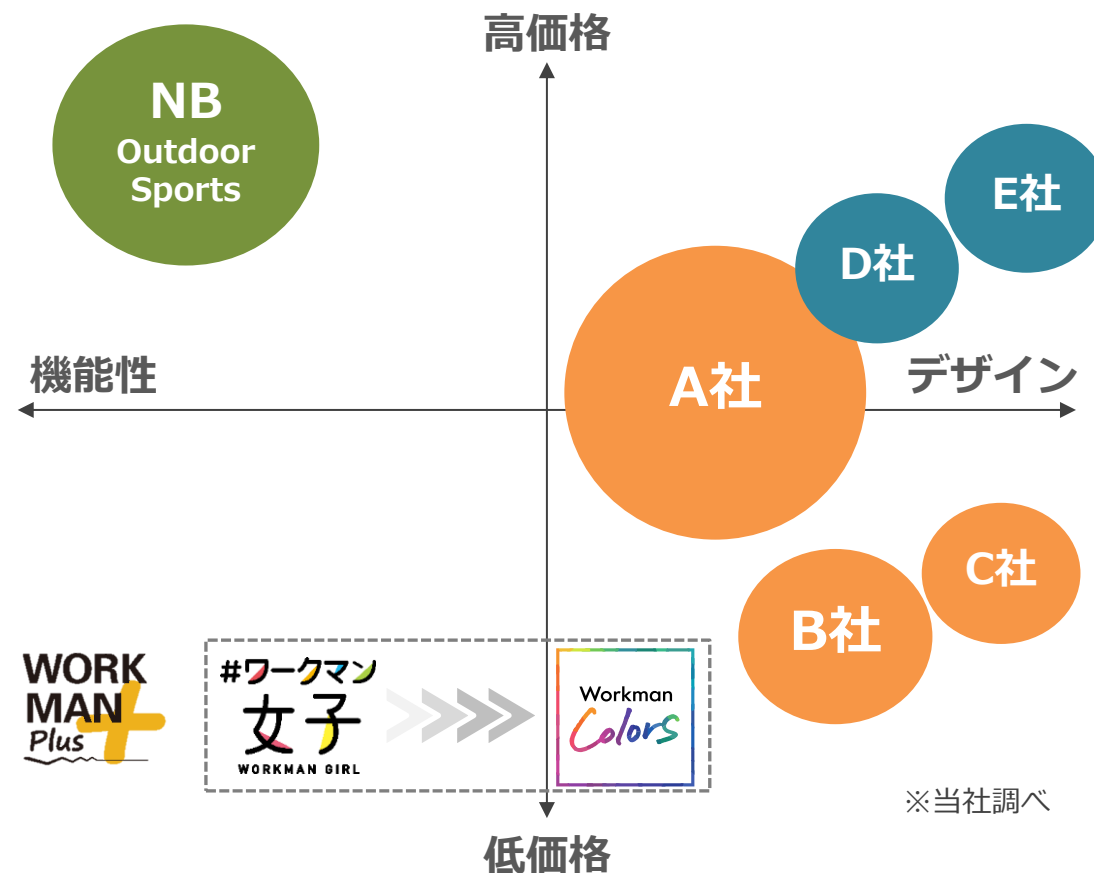 高価格
NB
Outdoor
Sports
E社
D社
機能性
A社
デザイン
C社
B社
WORK
MAN
Plus
#ワークマン
女子
WORKMAN GIRL
Workman
Colors
※当社調べ
低価格